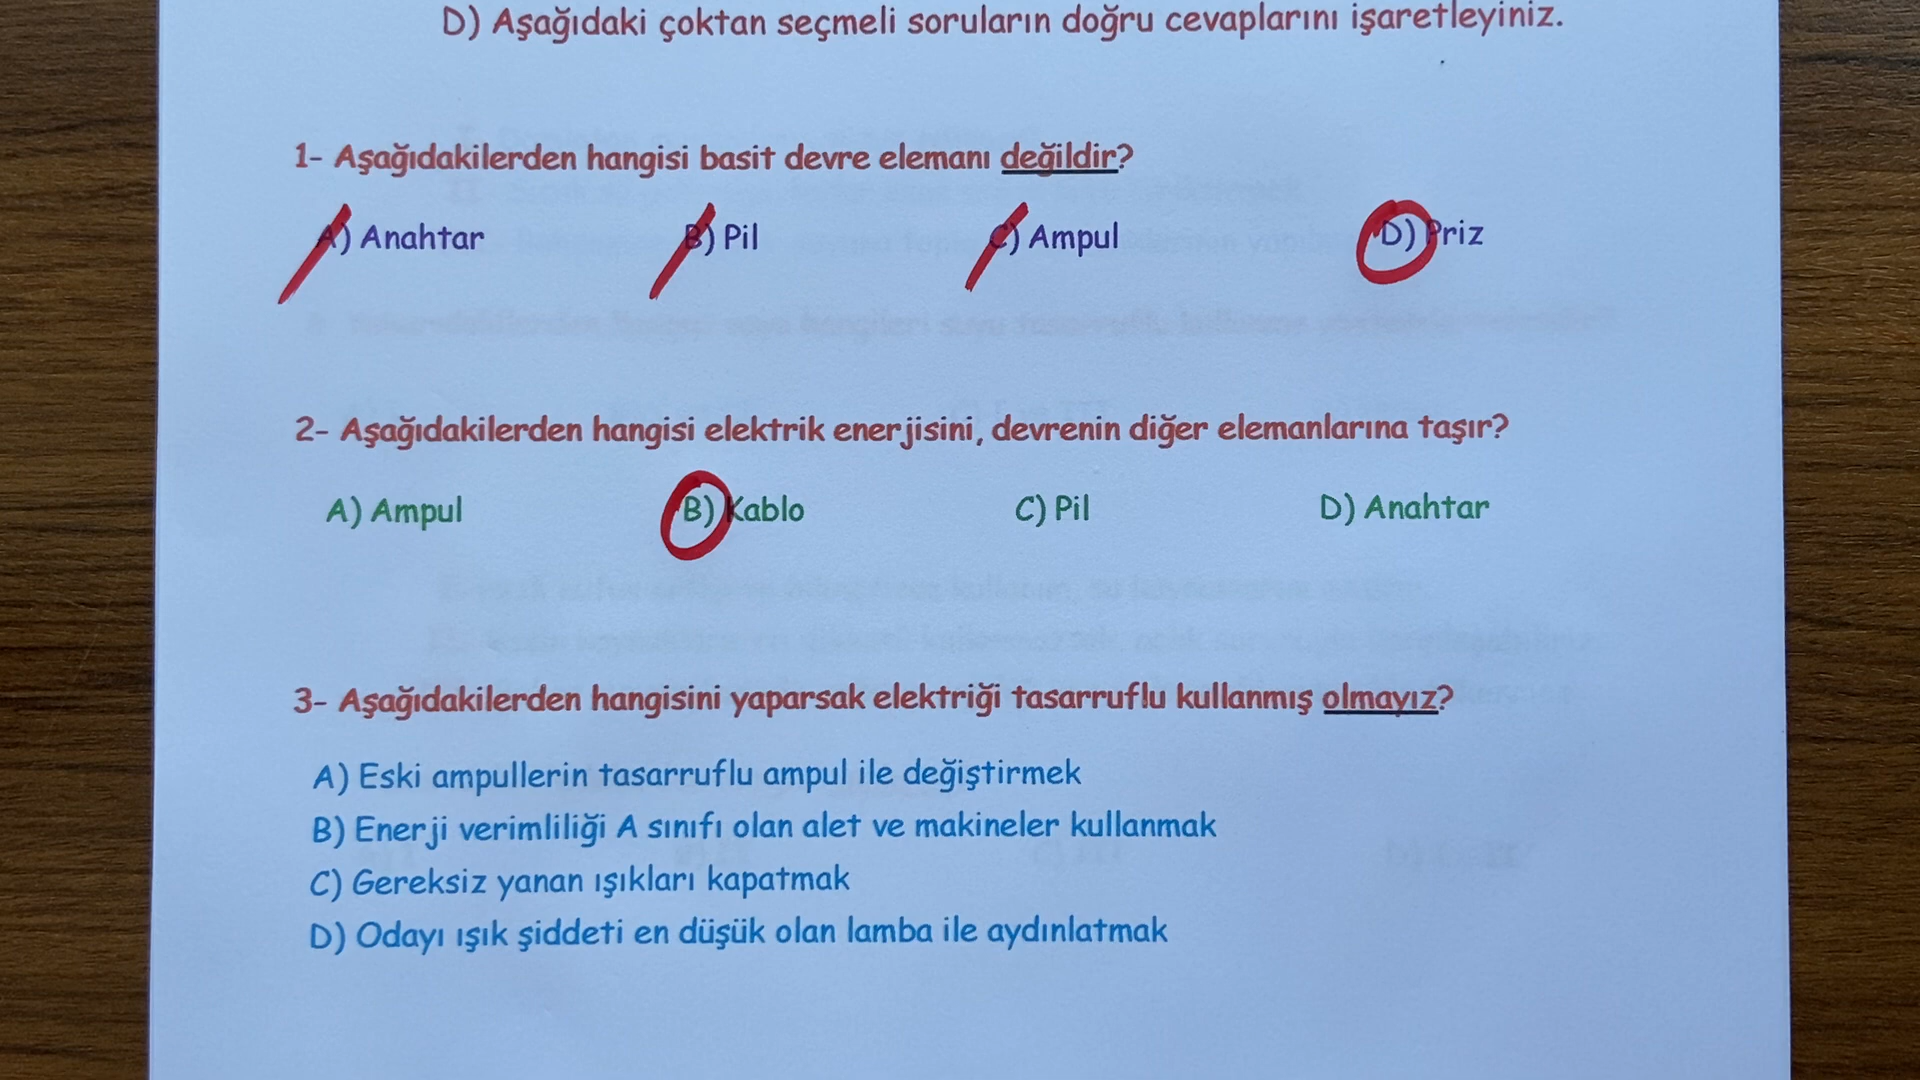 D) Aşağıdaki çoktan seçmeli soruların doğru cevaplarını işaretleyiniz.
1- Aşağıdakilerden hangisi basit devre elemanı değildir?
A) Anahtar B) Pil C) Ampul D) Priz
2- Aşağıdakilerden hangisi elektrik enerjisini, devrenin diğer elemanlarına taşır?
A) Ampul B) Kablo C) Pil D) Anahtar
3- Aşağıdakilerden hangisini yaparsak elektriği tasarruflu kullanmış olmayız?
A) Eski ampullerin tasarruflu ampul ile değiştirmek
B) Enerji verimliliği A sınıfı olan alet ve makineler kullanmak
C) Gereksiz yanan ışıkları kapatmak
D) Odayı ışık şiddeti en düşük olan lamba ile aydınlatmak